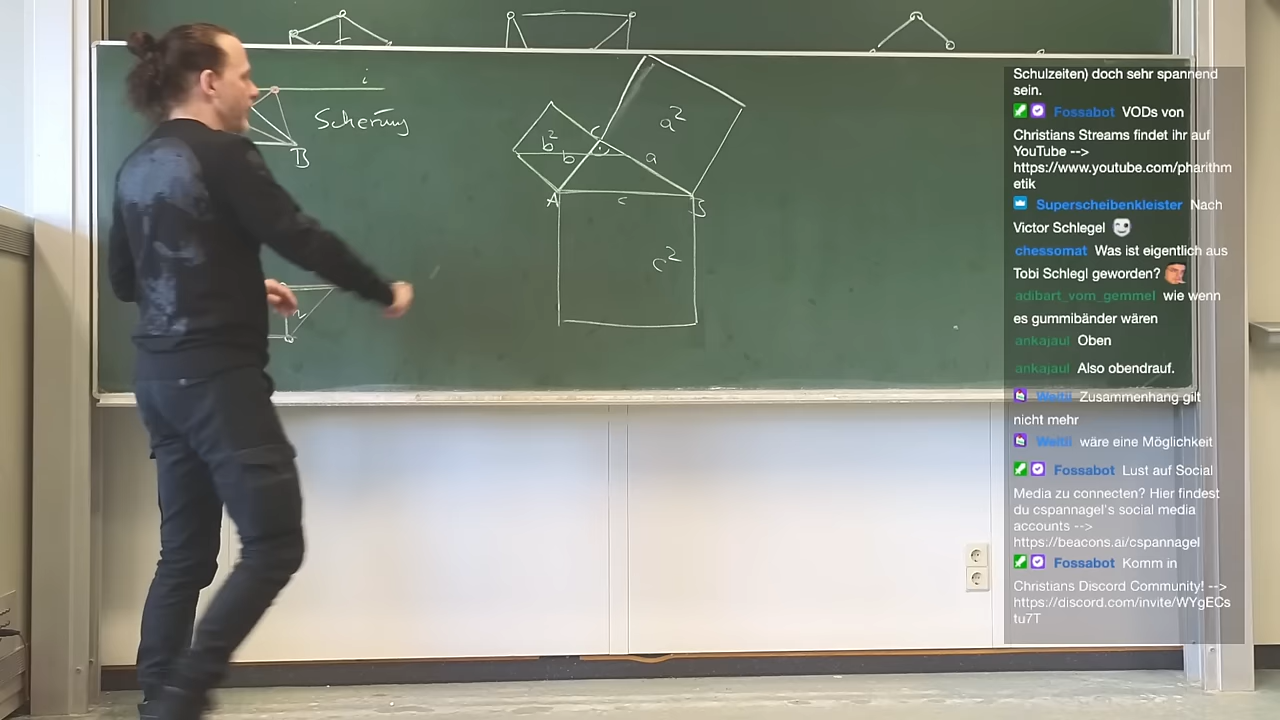 i
Scherung
B
b²
b
C
a²
a
A
c
B
c²
Schulzeiten) doch sehr spannend
sein.
Fossabot VODs von
Christians Streams findet ihr auf
YouTube -->
https://www.youtube.com/pharithm
etik
Superscheibenkleister Nach
Victor Schlegel
chessomat Was ist eigentlich aus
Tobi Schlegl geworden?
adibart_vom_gemmel wie wenn
es gummibänder wären
ankajaul Oben
ankajaul Also obendrauf.
Weltli Zusammenhang gilt
nicht mehr
Weltli wäre eine Möglichkeit
Fossabot Lust auf Social
Media zu connecten? Hier findest
du cspannagel's social media
accounts -->
https://beacons.ai/cspannagel
Fossabot Komm in
Christians Discord Community! -->
https://discord.com/invite/WYgECs
tu7T